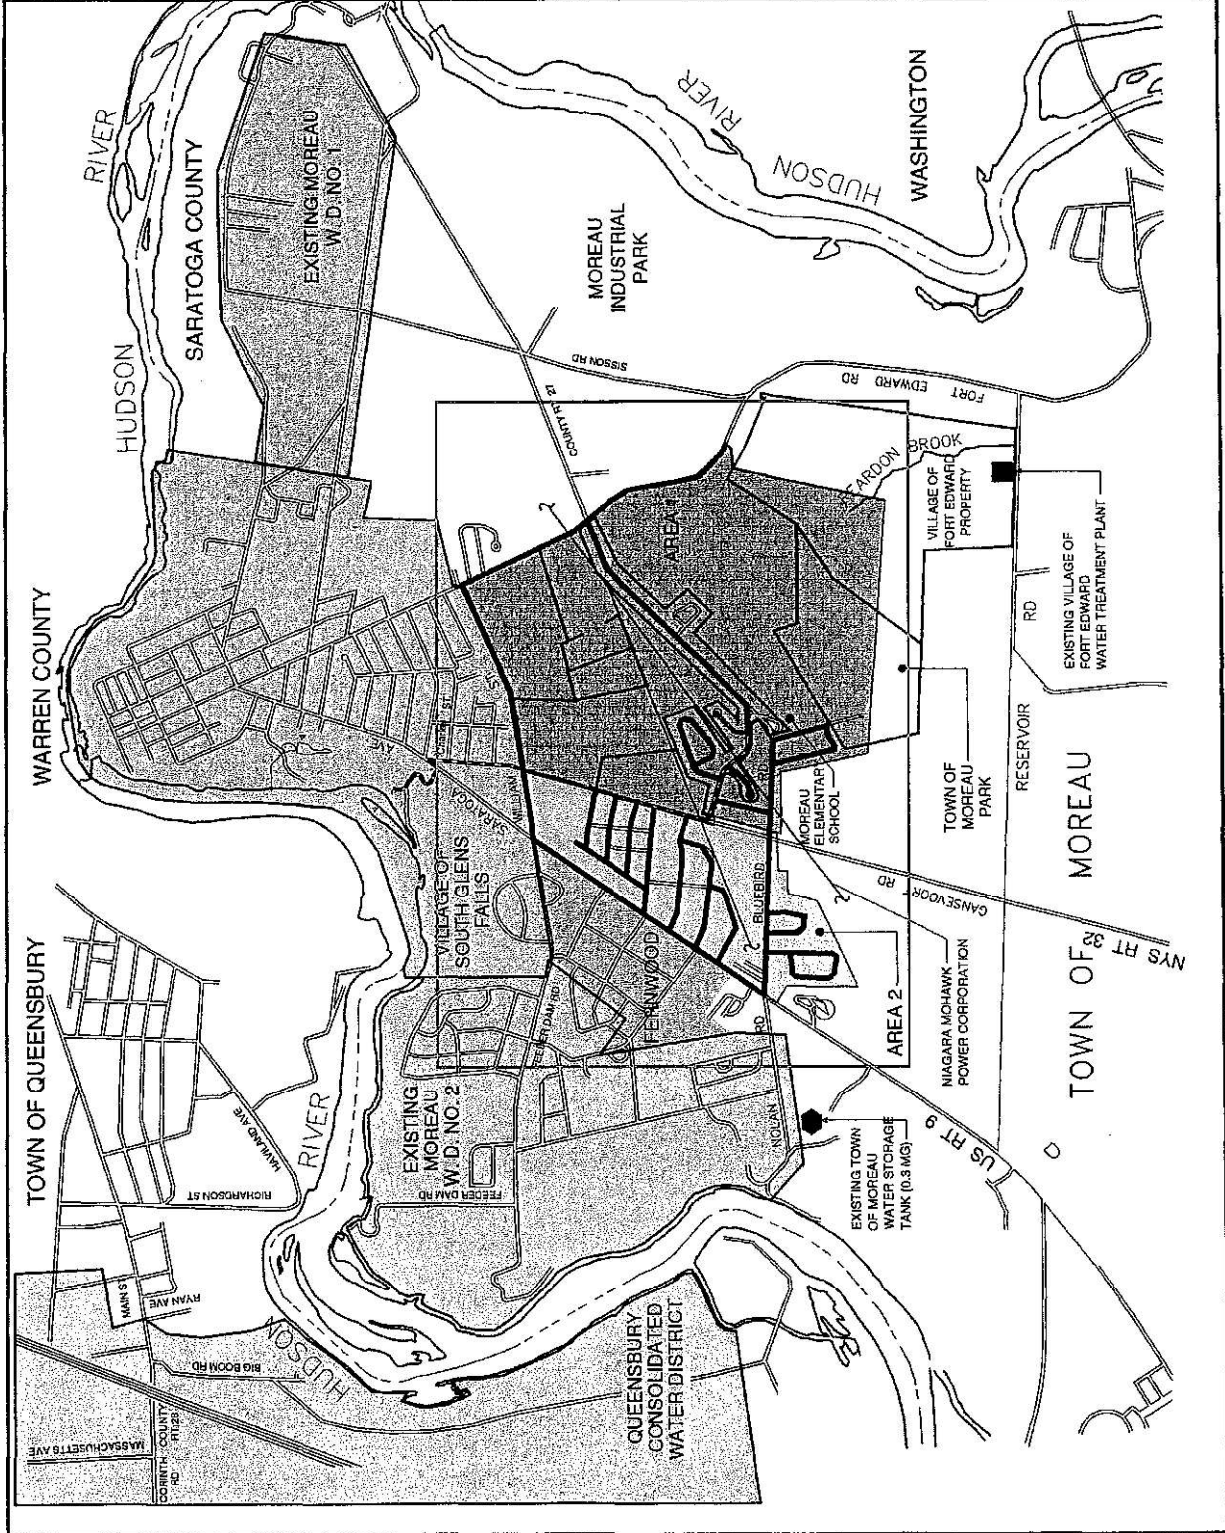 TOWN OF QUEENSBURY
WARREN COUNTY
SARATOGA COUNTY
HUDSON
RIVER
EXISTING MOREAU
W. D. NO. 1
HUDSON
RIVER
WASHINGTON
MOREAU
INDUSTRIAL
PARK
SISSON RD
COUNTY RT 27
FORT EDWARD RD
MASSACHUSETTS AVE
CORINTH
RD
COUNTY
RT.28
BIG BOOM RD
MAIN ST
RYAN AVE
RICHARDSON ST
HAVILAND AVE
HUDSON
RIVER
QUEENSBURY
CONSOLIDATED
WATER DISTRICT
EXISTING
MOREAU
W. D. NO. 2
FEEDER DAM RD
FEEDER DAM RD
VILLAGE OF
SOUTH GLENS
FALLS
SARATOGA
AVE
ST
FERNWOOD
NOLAN
RD
BLUEBIRD
RD
AREA 2
MOREAU
ELEMENTARY
SCHOOL
GANSEVOORT RD
VILLAGE OF
FORT EDWARD
PROPERTY
BROOK
EXISTING TOWN
OF MOREAU
WATER STORAGE
TANK (0.3 MG)
US RT 9
NIAGARA MOHAWK
POWER CORPORATION
NYS RT 32
TOWN OF
MOREAU
PARK
RESERVOIR
RD
EXISTING VILLAGE OF
FORT EDWARD
WATER TREATMENT PLANT
TOWN OF MOREAU